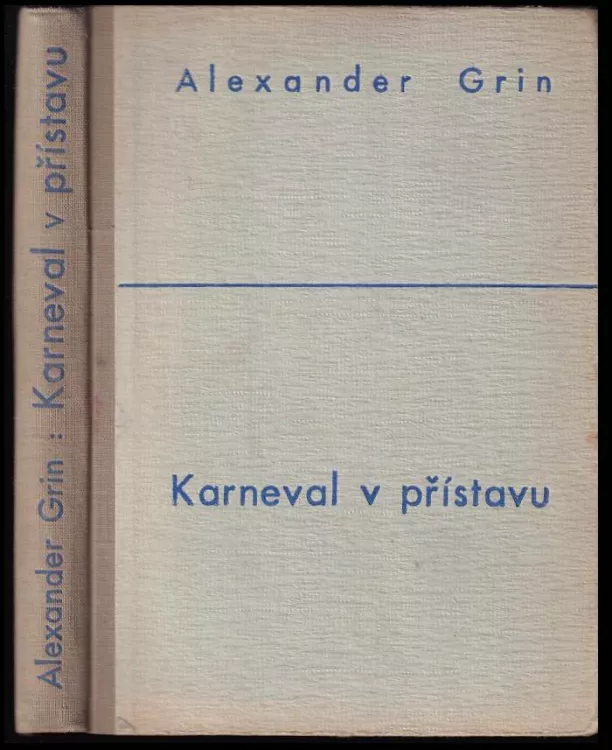 Alexander Grin : Karneval v přístavu
Alexander Grin
Karneval v přístavu